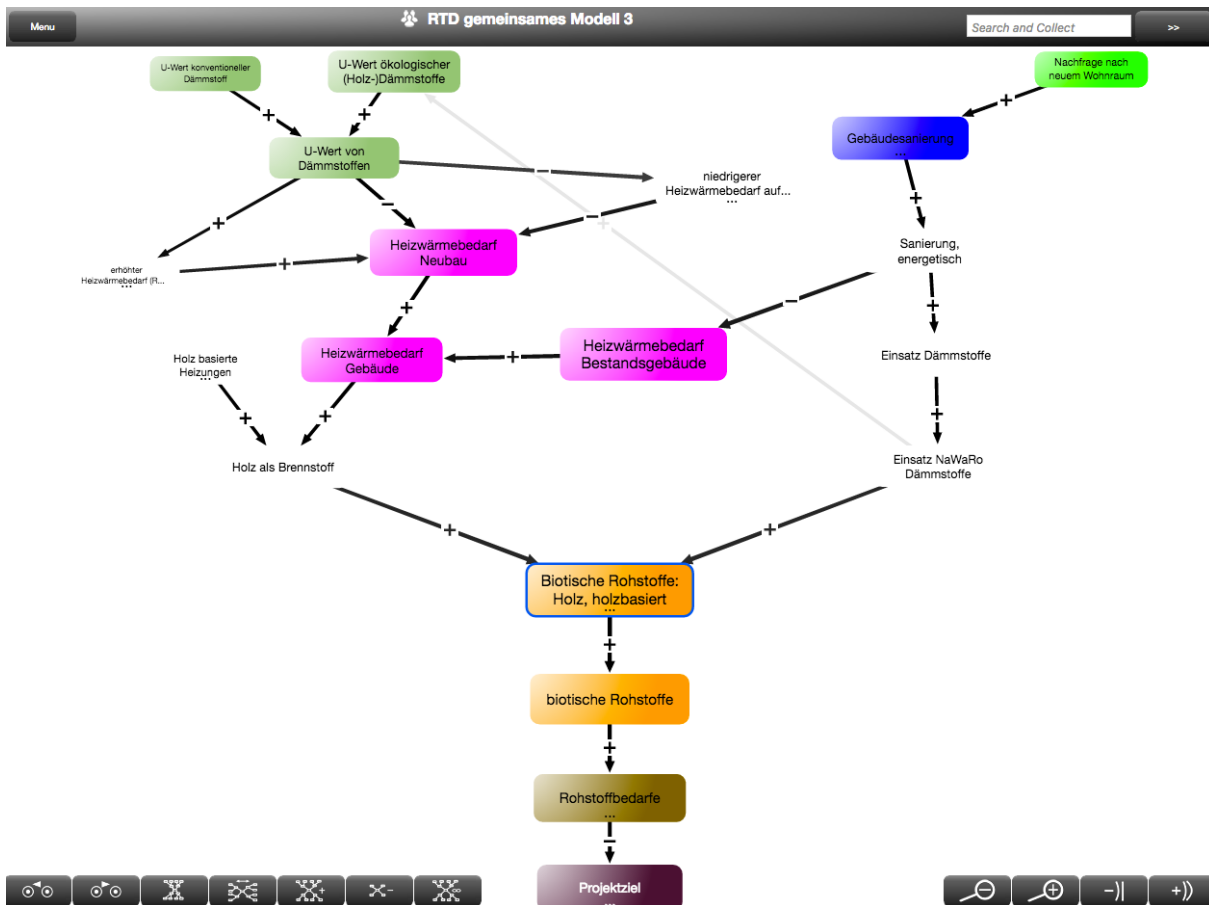 Menu
RTD gemeinsames Modell 3
Search and Collect
>>
U-Wert konventioneller
Dämmstoff
U-Wert ökologischer
(Holz-)Dämmstoffe
Nachfrage nach
neuem Wohnraum
+
+
+
Gebäudesanierung
...
U-Wert von
Dämmstoffen
−
niedrigerer
Heizwärmebedarf auf...
...
+
−
+
−
+
Heizwärmebedarf
Neubau
Sanierung,
energetisch
erhöhter
Heizwärmebedarf (R...
...
+
+
−
+
Heizwärmebedarf
Gebäude
+
Heizwärmebedarf
Bestandsgebäude
Einsatz Dämmstoffe
Holz basierte
Heizungen
...
+
+
+
Holz als Brennstoff
Einsatz NaWaRo
Dämmstoffe
+
+
Biotische Rohstoffe:
Holz, holzbasiert
...
+
biotische Rohstoffe
+
Rohstoffbedarfe
...
−
Projektziel
...
+
−
∞
−
+
-)|
+))